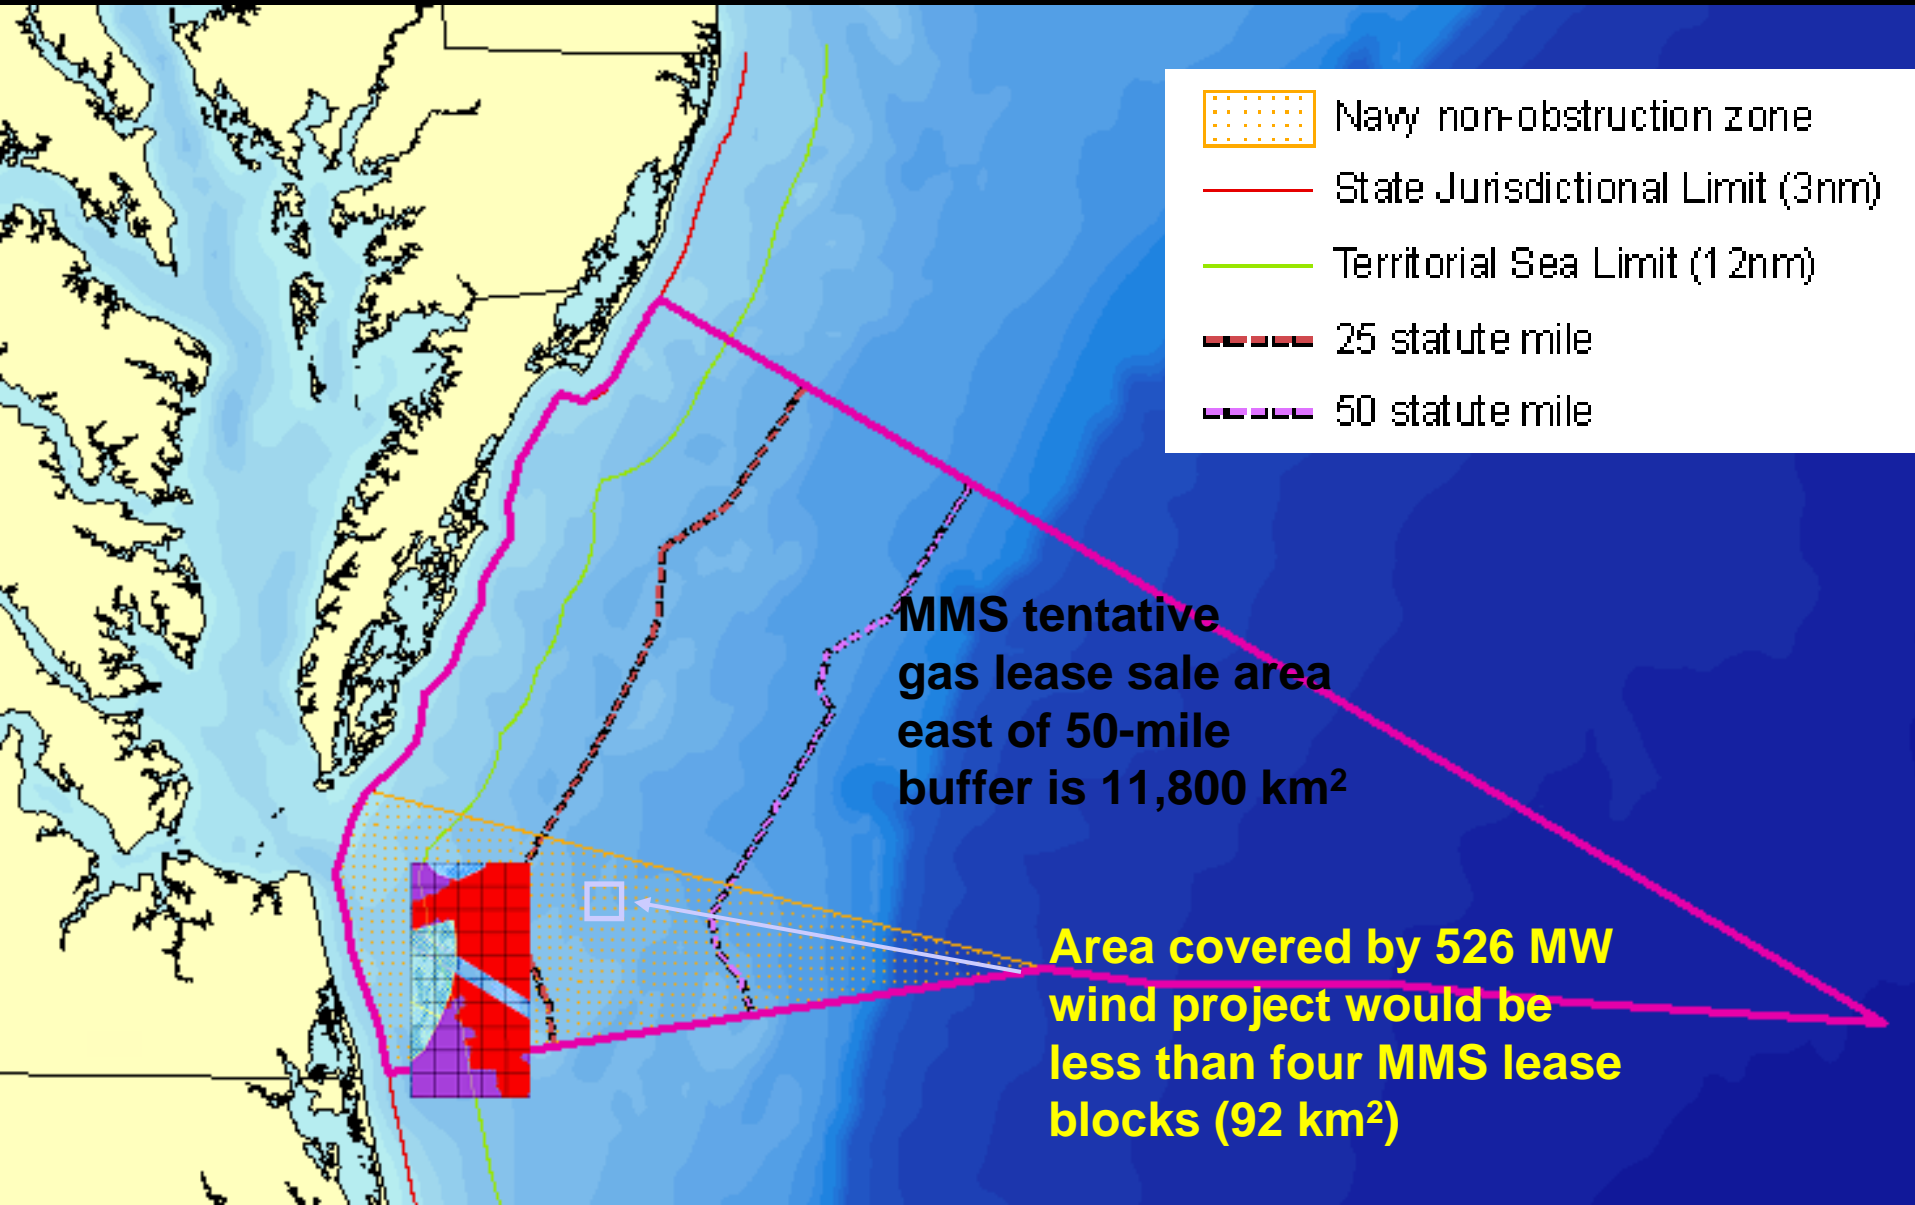 Navy non-obstruction zone
State Jurisdictional Limit (3nm)
Territorial Sea Limit (12nm)
25 statute mile
50 statute mile
MMS tentative
gas lease sale area
east of 50-mile
buffer is 11,800 km²
Area covered by 526 MW
wind project would be
less than four MMS lease
blocks (92 km²)